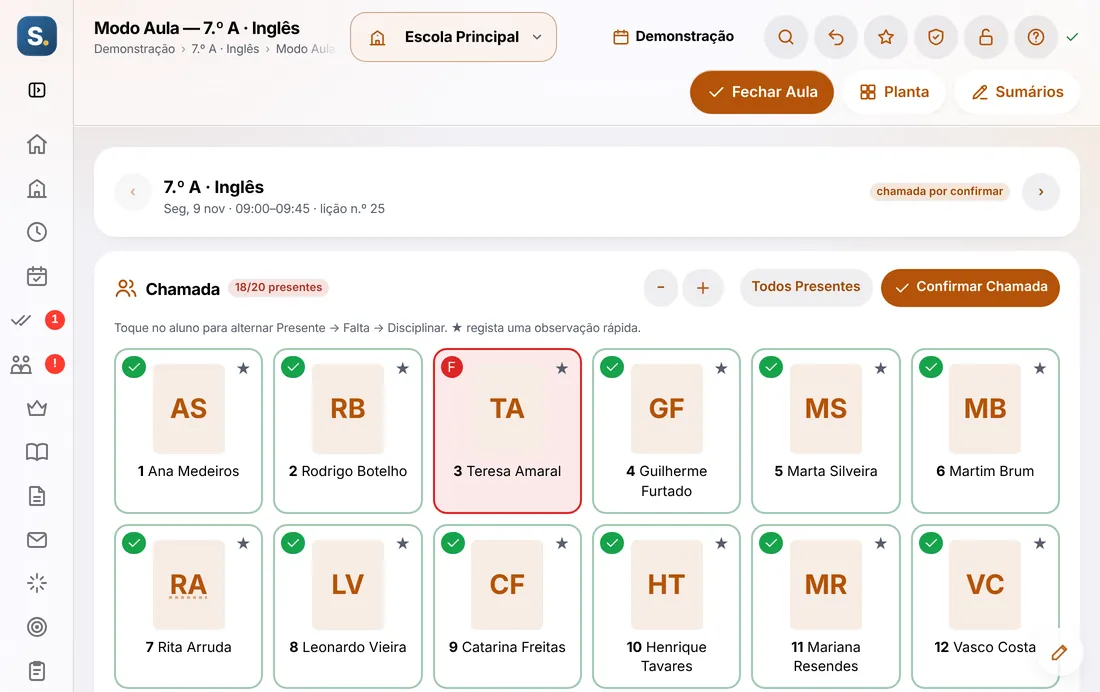 S.
Modo Aula — 7.º A · Inglês
Demonstração › 7.º A · Inglês › Modo Aula
Escola Principal
Demonstração
Fechar Aula
Planta
Sumários
7.º A · Inglês
Seg, 9 nov · 09:00–09:45 · lição n.º 25
chamada por confirmar
1
!
Chamada
18/20 presentes
Todos Presentes
Confirmar Chamada
Toque no aluno para alternar Presente → Falta → Disciplinar. ★ regista uma observação rápida.
AS
1 Ana Medeiros
RB
2 Rodrigo Botelho
F
TA
3 Teresa Amaral
GF
4 Guilherme
Furtado
MS
5 Marta Silveira
MB
6 Martim Brum
RA
7 Rita Arruda
LV
8 Leonardo Vieira
CF
9 Catarina Freitas
HT
10 Henrique
Tavares
MR
11 Mariana
Resendes
VC
12 Vasco Costa